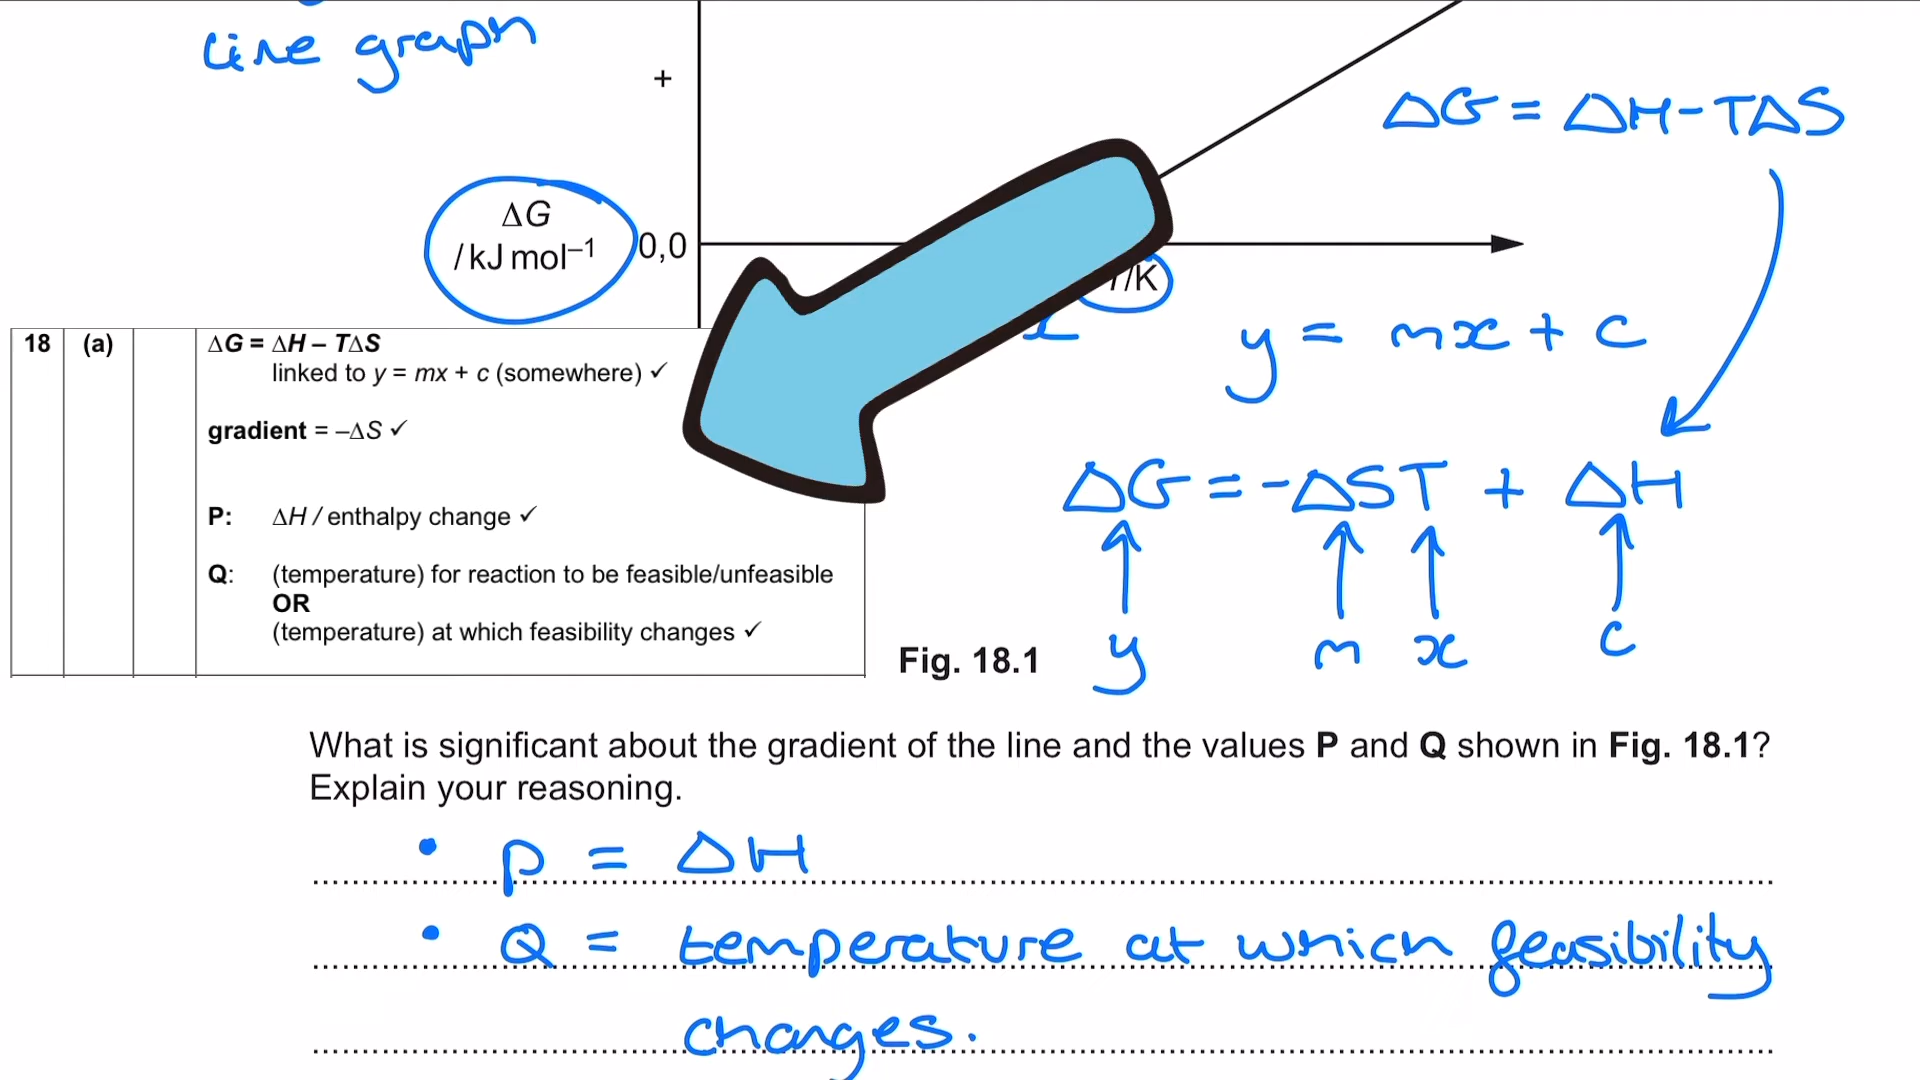 line graph
+
ΔG = ΔH - TΔS
ΔG
/ kJ mol⁻¹
0,0
/K
x
y = mx + c
18 (a) ΔG = ΔH – TΔS
linked to y = mx + c (somewhere) ✓
gradient = –ΔS ✓
P: ΔH / enthalpy change ✓
Q: (temperature) for reaction to be feasible/unfeasible
OR
(temperature) at which feasibility changes ✓
ΔG = -ΔST + ΔH
y m x c
Fig. 18.1
What is significant about the gradient of the line and the values P and Q shown in Fig. 18.1?
Explain your reasoning.
• P = ΔH
• Q = temperature at which feasibility
changes.